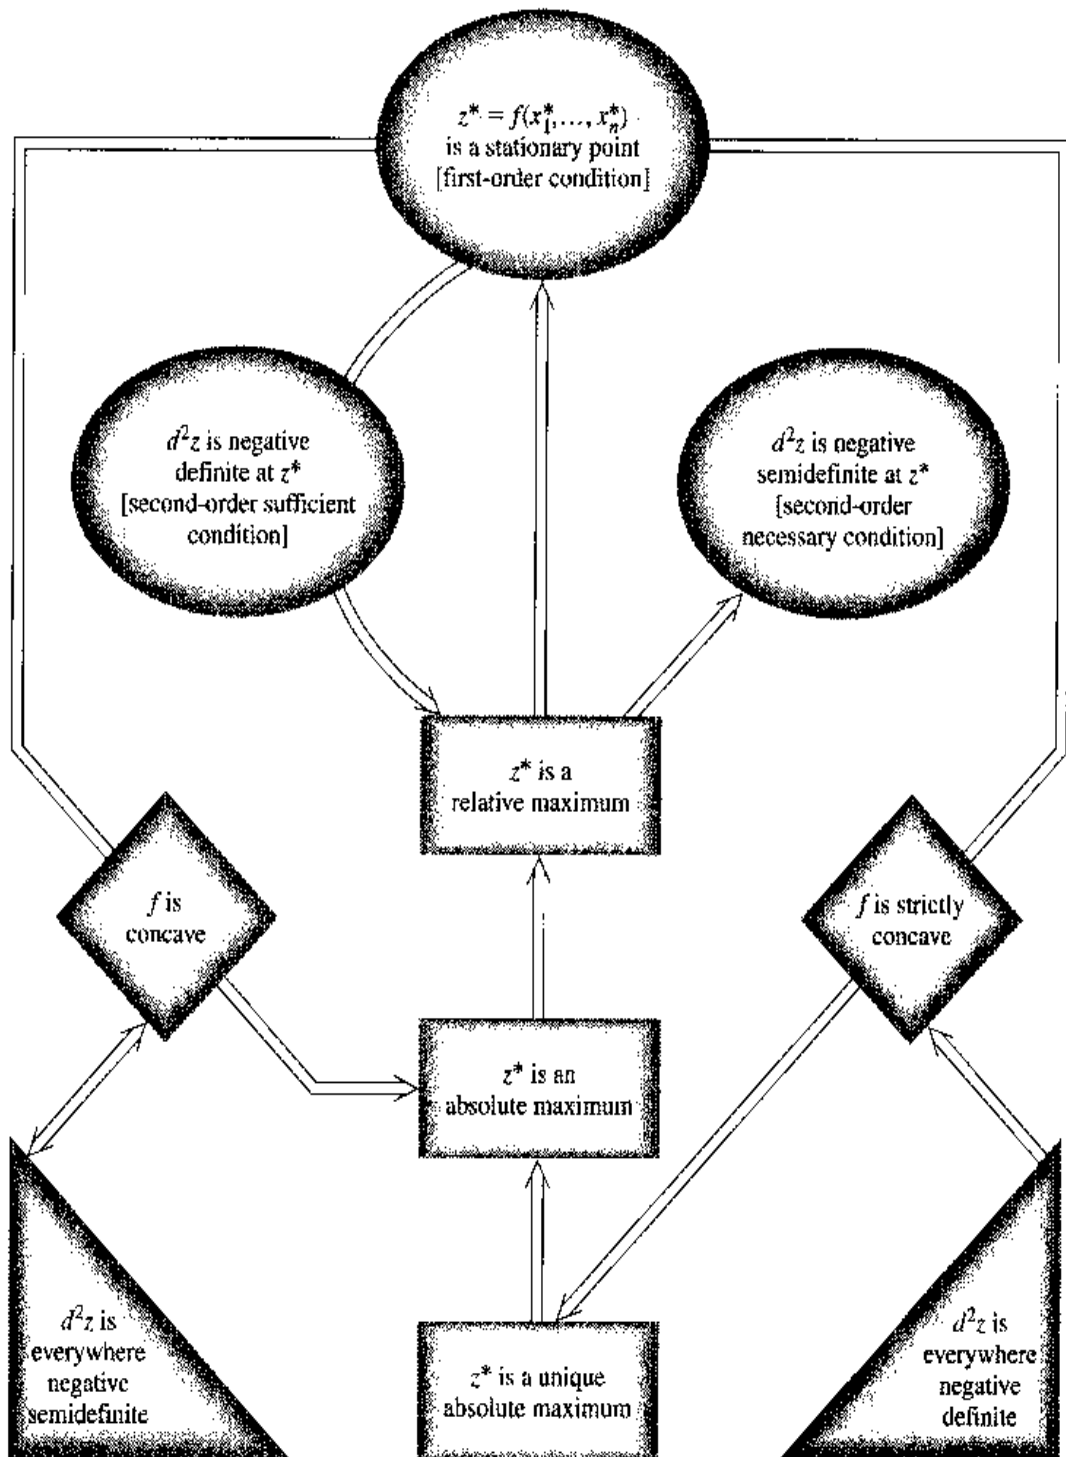 z* = f(x₁*,..., xₙ*)
is a stationary point
[first-order condition]
d²z is negative
definite at z*
[second-order sufficient
condition]
d²z is negative
semidefinite at z*
[second-order
necessary condition]
z* is a
relative maximum
f is
concave
f is strictly
concave
z* is an
absolute maximum
d²z is
everywhere
negative
semidefinite
z* is a unique
absolute maximum
d²z is
everywhere
negative
definite